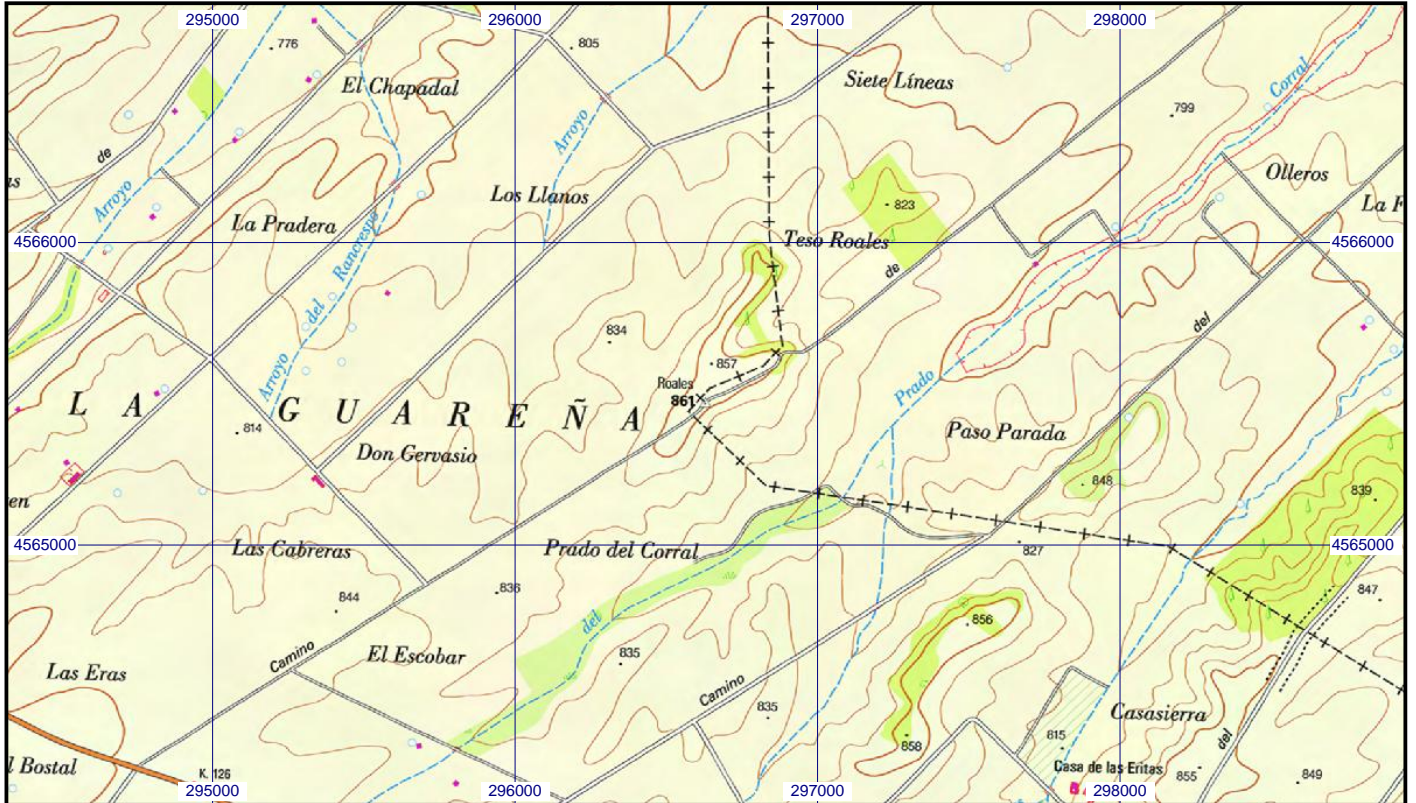 295000
296000
297000
298000
776
805
El Chapadal
Siete Líneas
Corral
799
Arroyo
de
Olleros
Arroyo
Los Llanos
823
La Pradera
Rancrespo
4566000
Teso Roales
4566000
de
del
834
857
del
Arroyo
Prado
Roales
861
LA GUAREÑA
814
Don Gervasio
Paso Parada
848
839
en
4565000
Las Cabreras
Prado del Corral
827
4565000
844
836
847
del
856
El Escobar
835
Camino
Las Eras
Camino
835
Casasierra
815
858
del
l Bostal
K. 126
Casa de las Eritas
855
849
295000
296000
297000
298000